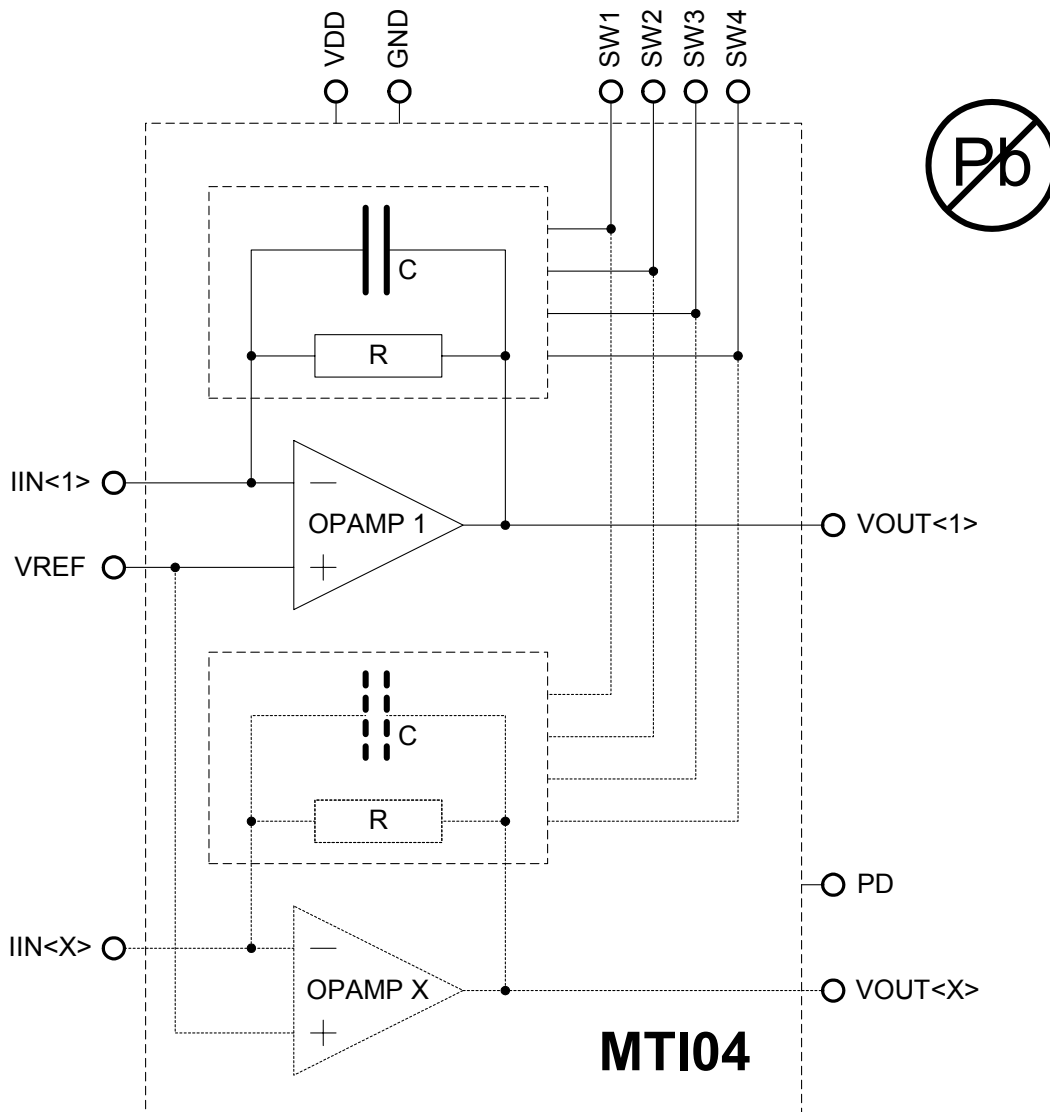 VDD
GND
SW1
SW2
SW3
SW4
Pb
C
R
IIN<1>
OPAMP 1
VOUT<1>
VREF
C
R
PD
IIN<X>
OPAMP X
VOUT<X>
MTI04